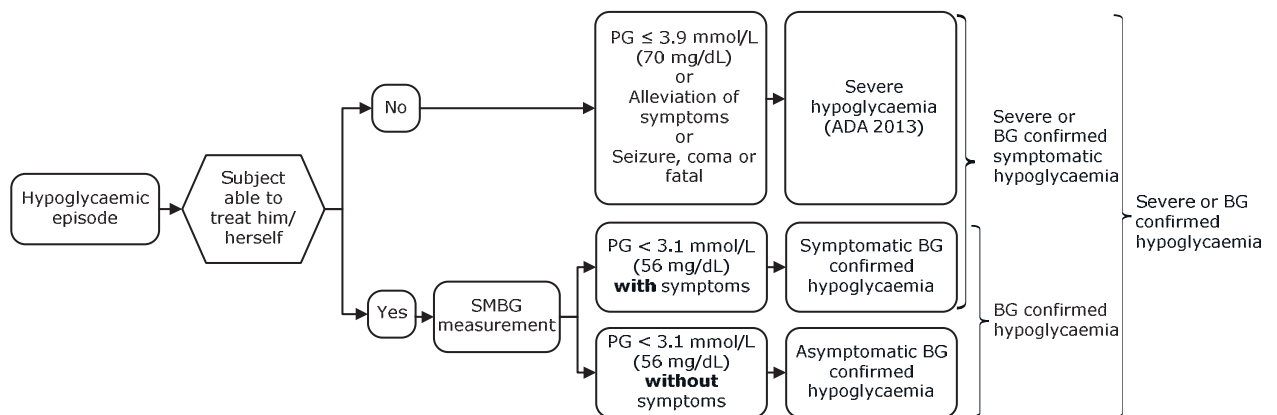 Hypoglycaemic
episode
Subject
able to
treat him/
herself
No
PG ≤ 3.9 mmol/L
(70 mg/dL)
or
Alleviation of
symptoms
or
Seizure, coma or
fatal
Severe
hypoglycaemia
(ADA 2013)
Yes
SMBG
measurement
PG < 3.1 mmol/L
(56 mg/dL)
with symptoms
Symptomatic BG
confirmed
hypoglycaemia
PG < 3.1 mmol/L
(56 mg/dL)
without
symptoms
Asymptomatic BG
confirmed
hypoglycaemia
Severe or
BG confirmed
symptomatic
hypoglycaemia
BG confirmed
hypoglycaemia
Severe or BG
confirmed
hypoglycaemia